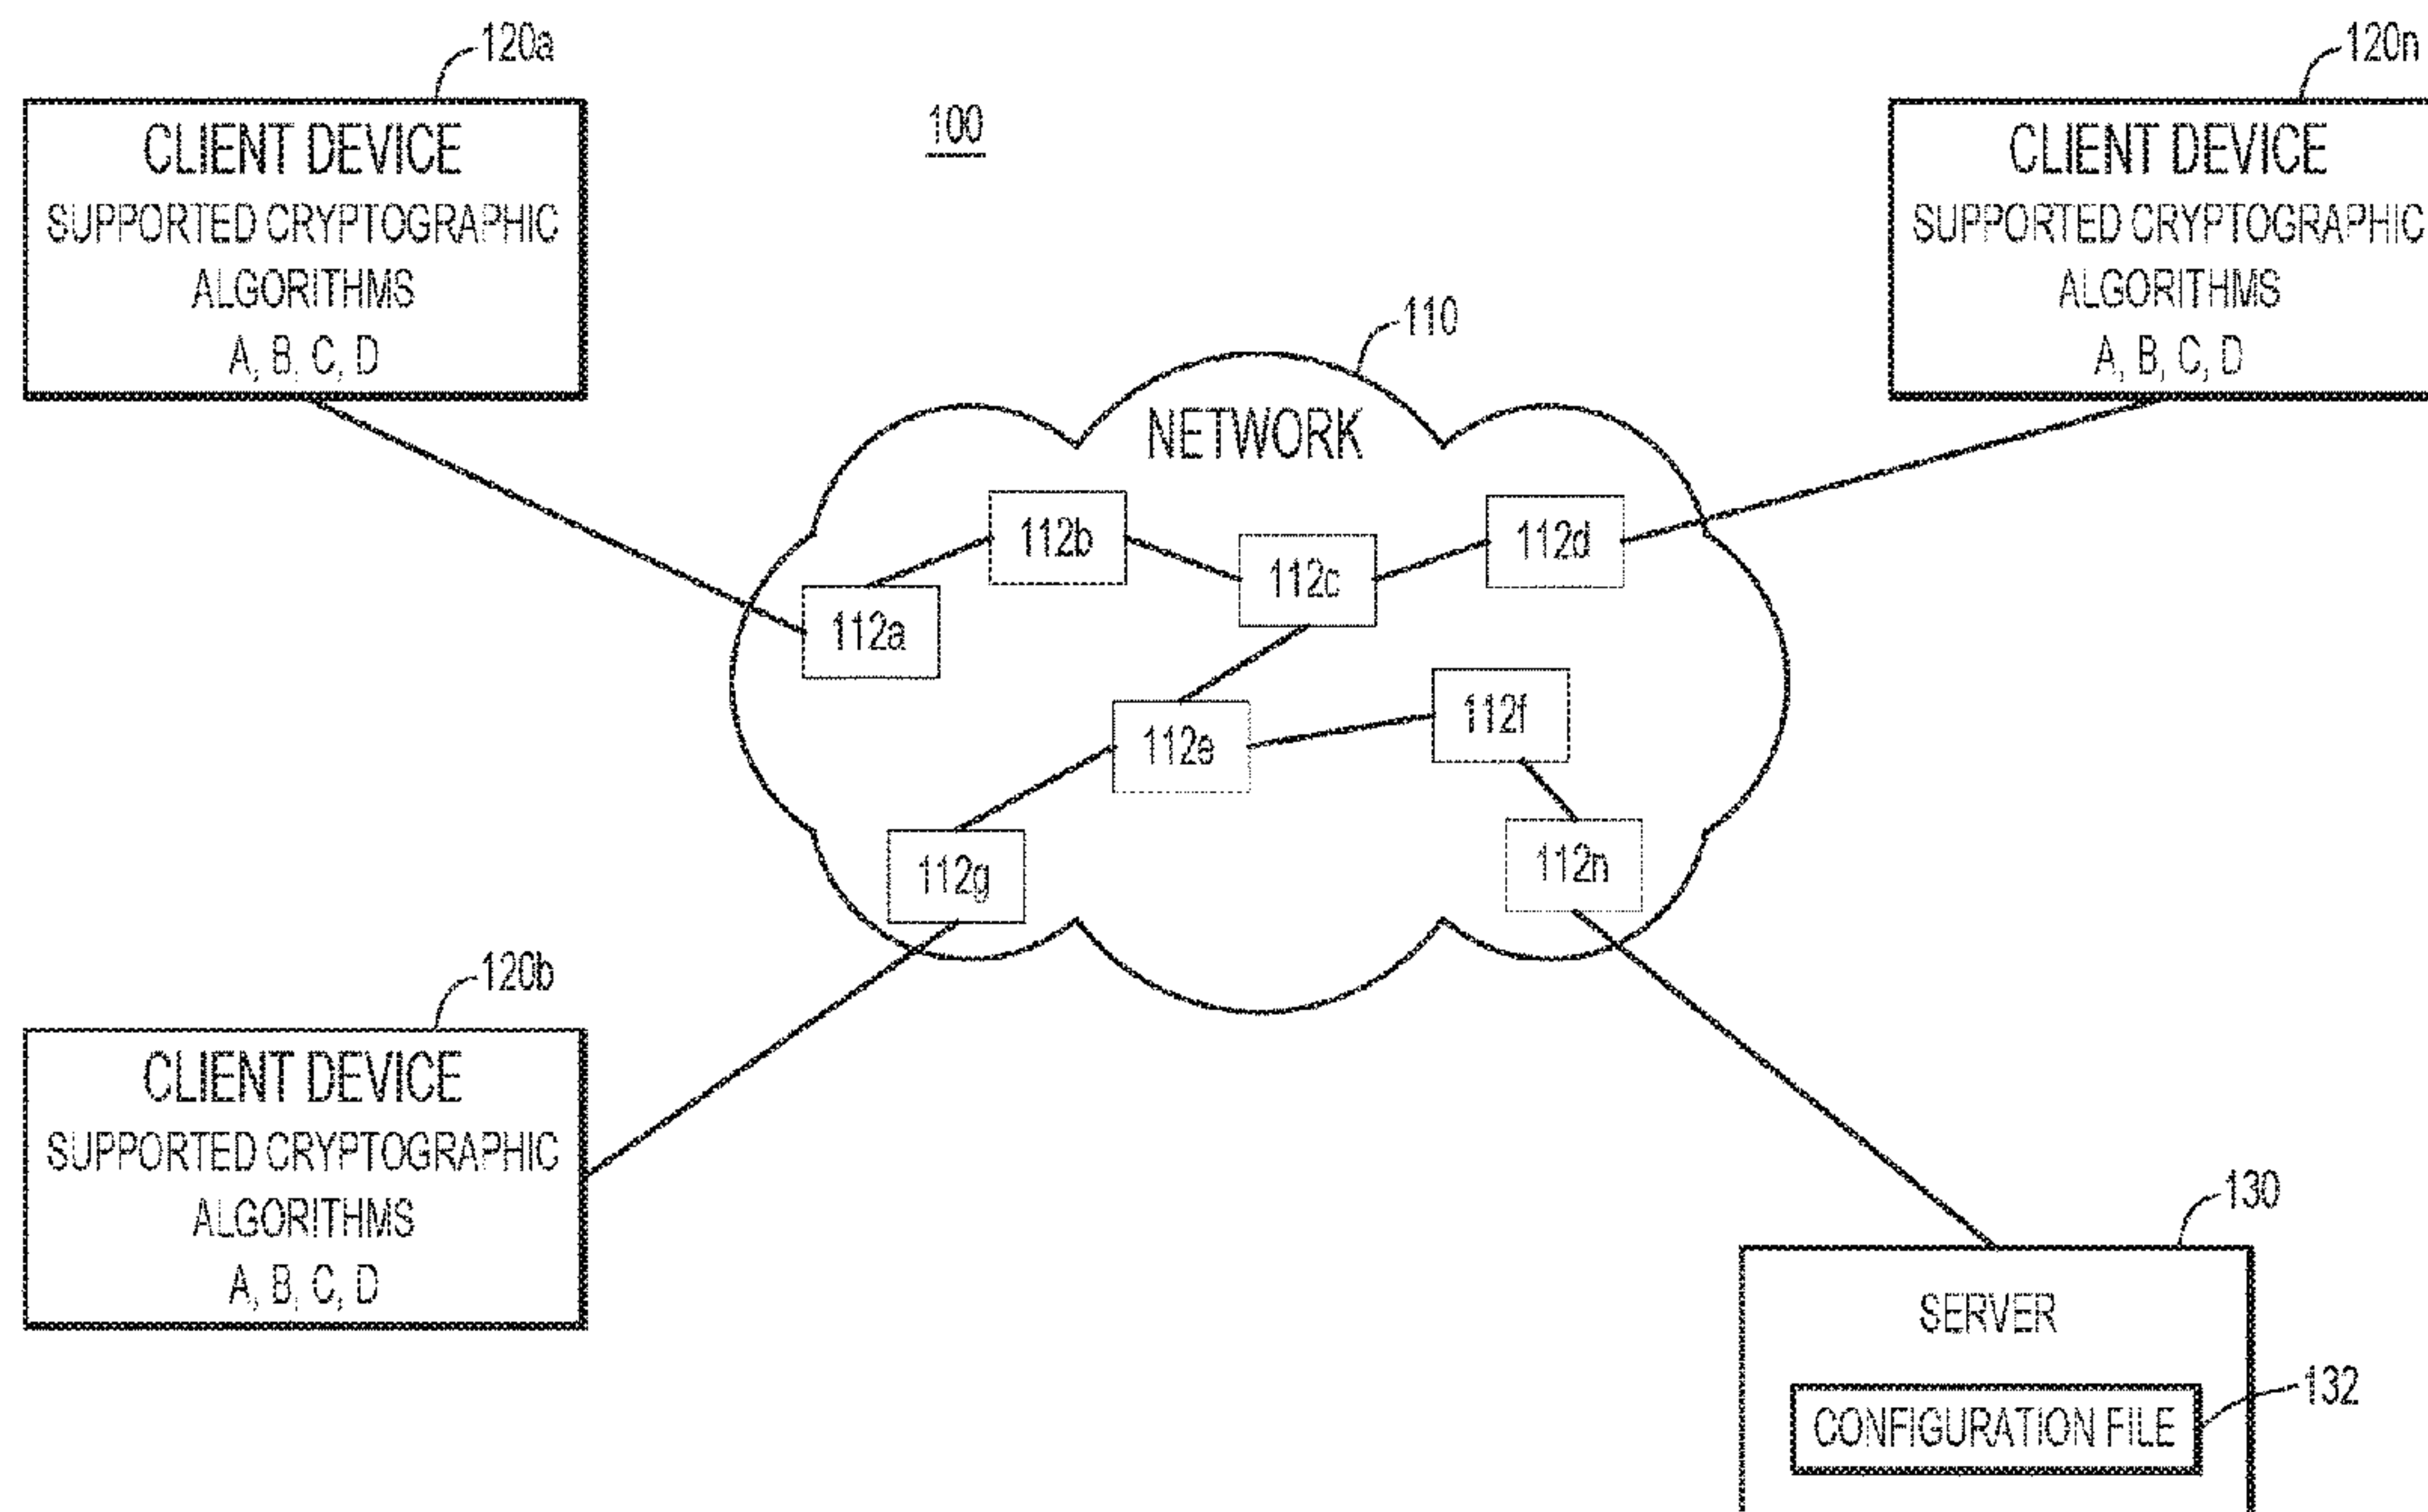 120a
120n
100
CLIENT DEVICE
SUPPORTED CRYPTOGRAPHIC
ALGORITHMS
A, B, C, D
CLIENT DEVICE
SUPPORTED CRYPTOGRAPHIC
ALGORITHMS
A, B, C, D
110
NETWORK
112b
112c
112d
112a
112e
112f
112g
112n
120b
CLIENT DEVICE
SUPPORTED CRYPTOGRAPHIC
ALGORITHMS
A, B, C, D
130
SERVER
132
CONFIGURATION FILE